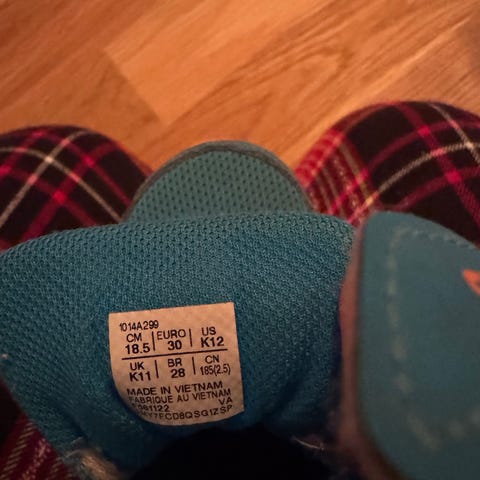 1014A299
CM EURO US
18.5 30 K12
UK BR CN
K11 28 185(2.5)
MADE IN VIETNAM
FABRIQUE AU VIETNAM
VA